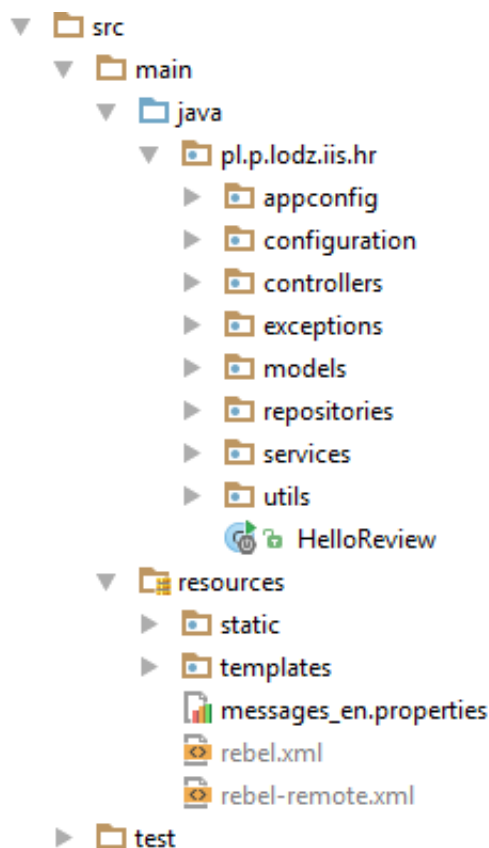 src
main
java
pl.p.lodz.iis.hr
appconfig
configuration
controllers
exceptions
models
repositories
services
utils
HelloReview
resources
static
templates
messages_en.properties
rebel.xml
rebel-remote.xml
test